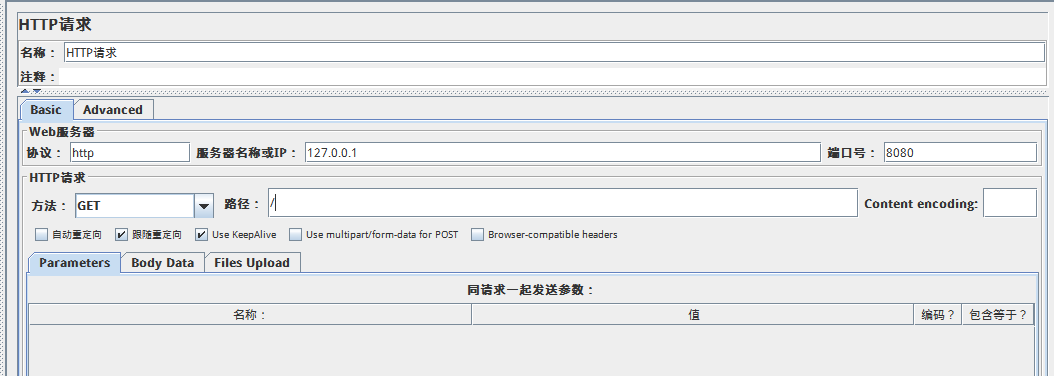 HTTP请求
名称： HTTP请求
注释：
Basic Advanced
Web服务器
协议： http 服务器名称或IP： 127.0.0.1 端口号： 8080
HTTP请求
方法： GET 路径： / Content encoding:
自动重定向 跟随重定向 Use KeepAlive Use multipart/form-data for POST Browser-compatible headers
Parameters Body Data Files Upload
同请求一起发送参数：
名称： 值 编码？ 包含等于？